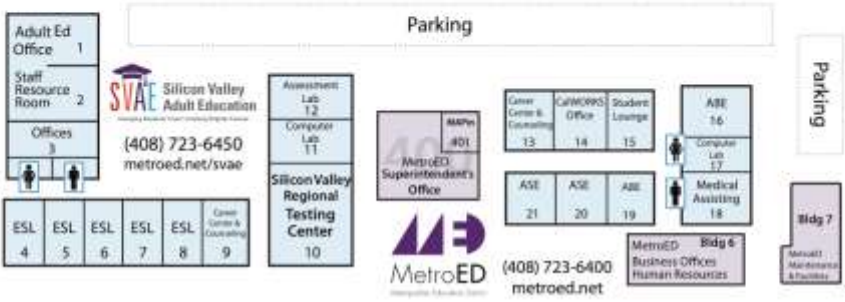 Parking
Parking
Adult Ed
Office 1
Staff
Resource
Room 2
Offices
3
SVAE
Silicon Valley
Adult Education
(408) 723-6450
metroed.net/svae
ESL
4
ESL
5
ESL
6
ESL
7
ESL
8
Career
Center &
Counseling
9
Assessment
Lab
12
Computer
Lab
11
Silicon Valley
Regional
Testing
Center
10
401
MetroED
Superintendent's
Office
MetroED
Career
Center &
Counseling
13
CalWORKS
Office
14
Student
Lounge
15
ABE
16
Computer
Lab
17
Medical
Assisting
18
ASE
21
ASE
20
ABE
19
(408) 723-6400
metroed.net
MetroED Bldg 6
Business Offices
Human Resources
Bldg 7
MetroED
Maintenance
& Facilities